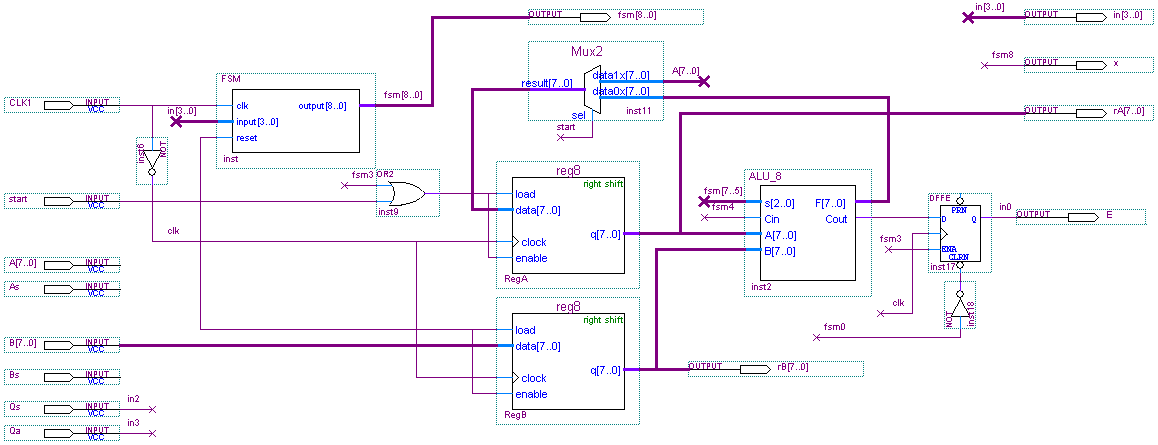 OUTPUT fsm[8..0]
in[3..0] OUTPUT in[3..0]
Mux2
fsm8 OUTPUT x
FSM
data1x[7..0] A[7..0]
result[7..0]
data0x[7..0]
fsm[8..0]
CLK1 INPUT VCC
clk output[8..0]
in[3..0]
input[3..0]
reset
inst
sel inst11
start
OUTPUT rA[7..0]
inst6 NOT
reg8
right shift
fsm3 OR2
load
data[7..0]
inst9
start INPUT VCC
clk
clock
q[7..0]
enable
RegA
ALU_8
fsm[7..5]
s[2..0] F[7..0]
fsm4
Cin Cout
A[7..0]
B[7..0]
inst2
DFFE
PRN
D Q
in0
OUTPUT E
fsm3
ENA
CLRN
inst17
clk
NOT inst18
fsm0
A[7..0] INPUT VCC
As INPUT VCC
reg8
right shift
load
B[7..0] INPUT VCC
data[7..0]
clock
q[7..0]
enable
RegB
OUTPUT rB[7..0]
Bs INPUT VCC
Qs INPUT VCC in2
Qa INPUT VCC in3